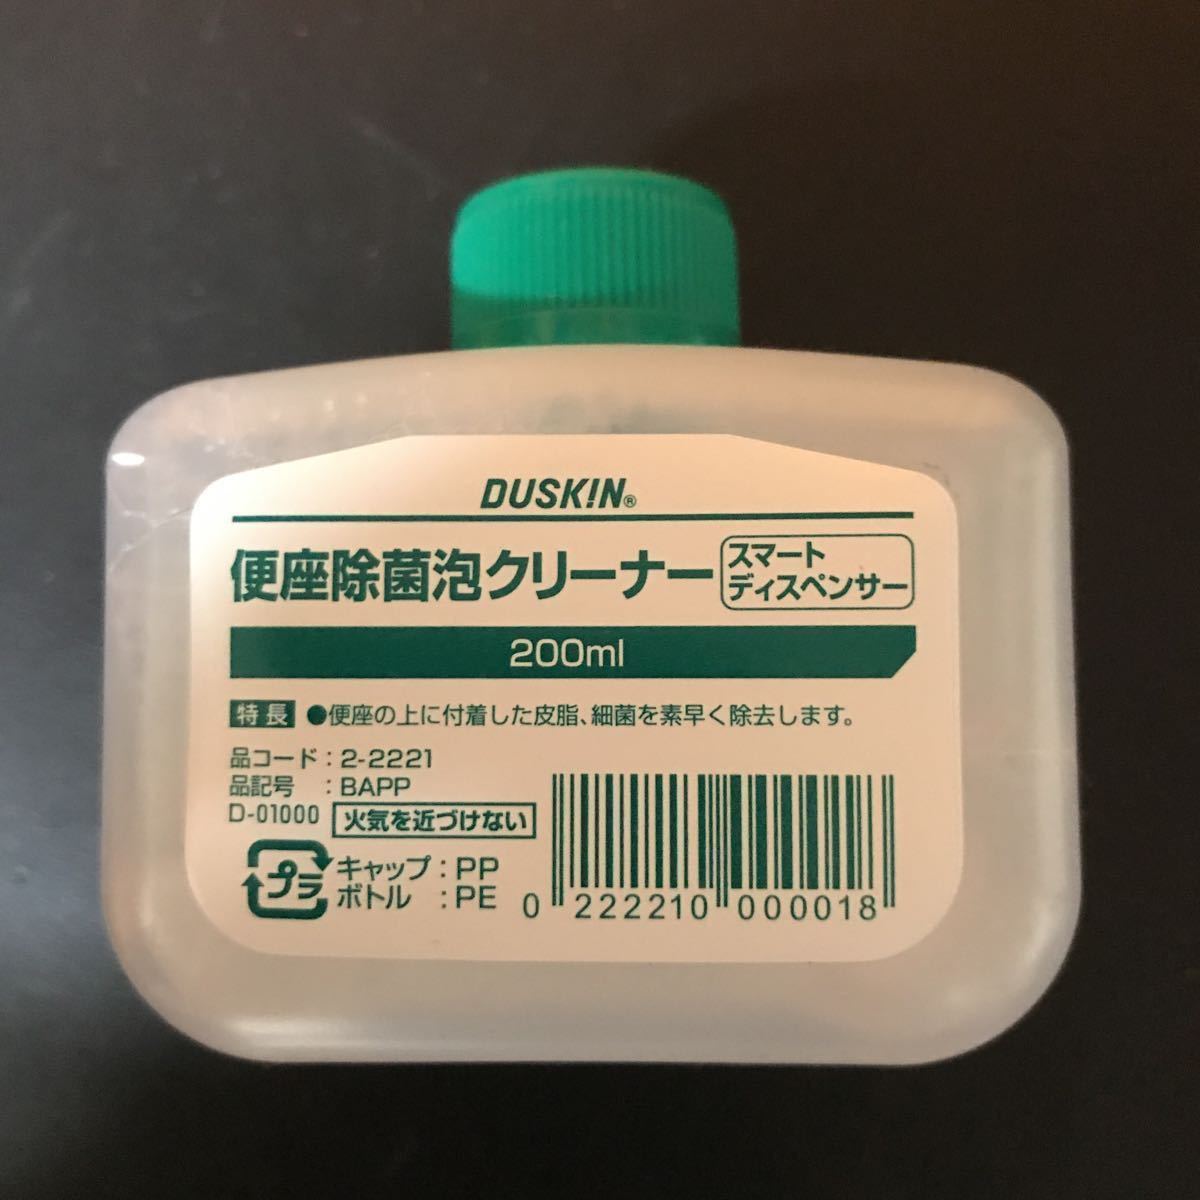 DUSK!N®
便座除菌泡クリーナー
スマート
ディスペンサー
200ml
特長 ●便座の上に付着した皮脂、細菌を素早く除去します。
品コード：2-2221
品記号 ：BAPP
D-01000 火気を近づけない
プラ
キャップ：PP
ボトル ：PE
0 222210 000018